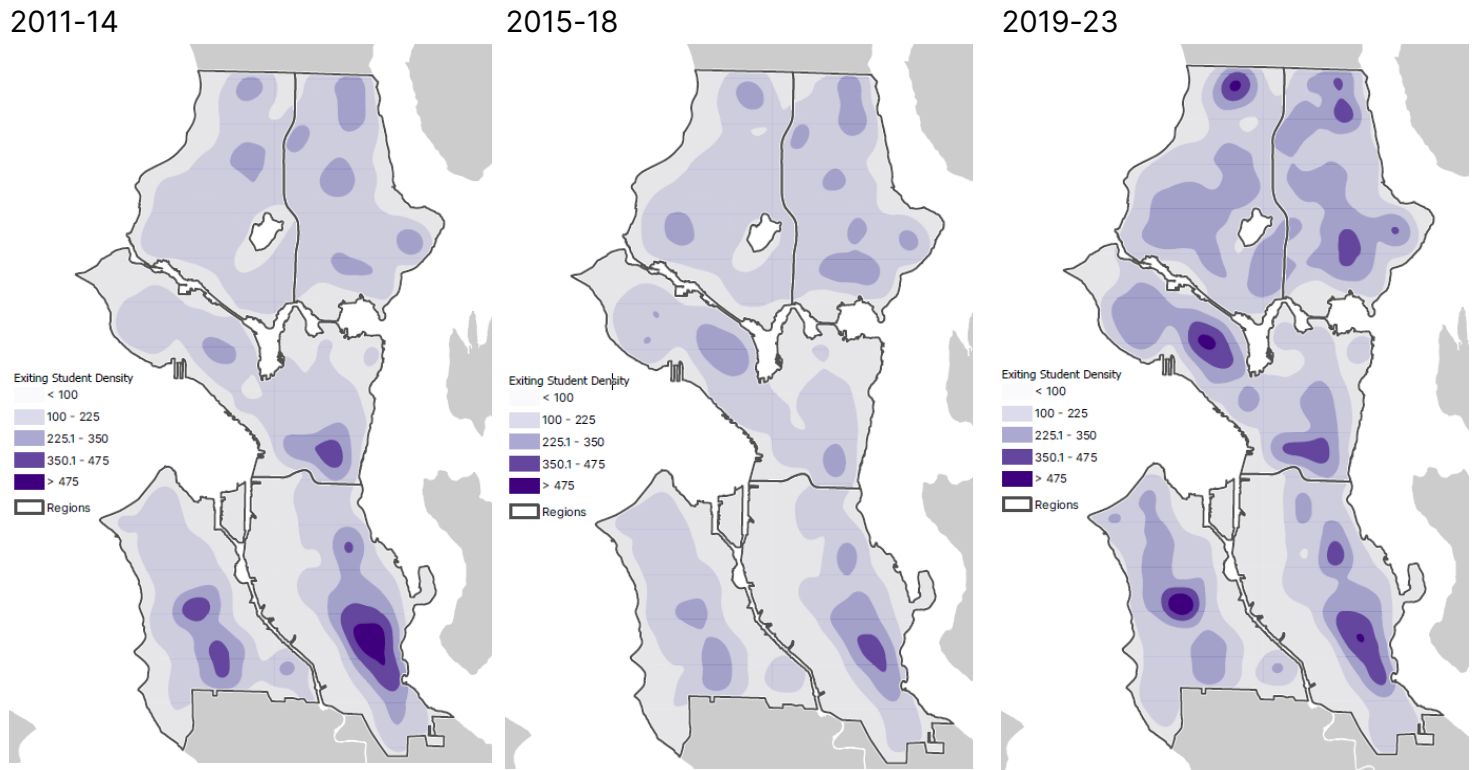 2011-14
2015-18
2019-23
Exiting Student Density
< 100
100 - 225
225.1 - 350
350.1 - 475
> 475
Regions
Exiting Student Density
< 100
100 - 225
225.1 - 350
350.1 - 475
> 475
Regions
Exiting Student Density
< 100
100 - 225
225.1 - 350
350.1 - 475
> 475
Regions